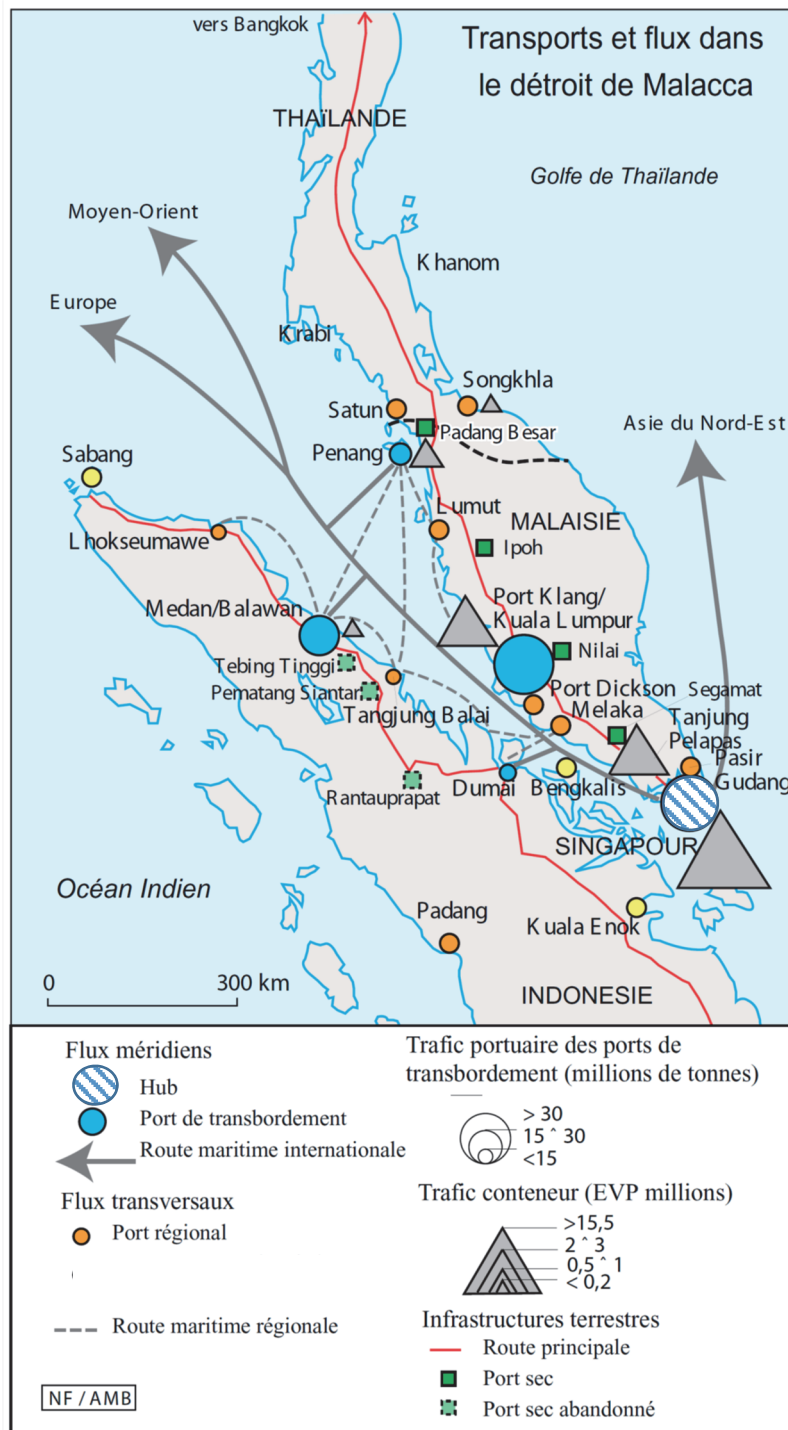 vers Bangkok
Transports et flux dans
le détroit de Malacca
THAïLANDE
Golfe de Thaïlande
Moyen-Orient
Khanom
Europe
Krabi
Songkhla
Satun
Padang Besar
Asie du Nord-Est
Penang
Sabang
Lumut
MALAISIE
Lhokseumawe
Ipoh
Port Klang/
Kuala Lumpur
Medan/Balawan
Nilai
Tebing Tinggi
Pematang Siantar
Port Dickson
Segamat
Melaka
Tangjung Balai
Tanjung
Pelapas
Pasir
Gudang
Rantauprapat
Dumai
Bengkalis
SINGAPOUR
Océan Indien
Padang
Kuala Enok
0
300 km
INDONESIE
Flux méridiens
Hub
Port de transbordement
Route maritime internationale
Flux transversaux
Port régional
Route maritime régionale
NF / AMB
Trafic portuaire des ports de
transbordement (millions de tonnes)
> 30
15 ^ 30
<15
Trafic conteneur (EVP millions)
>15,5
2 ^ 3
0,5 ^ 1
< 0,2
Infrastructures terrestres
Route principale
Port sec
Port sec abandonné